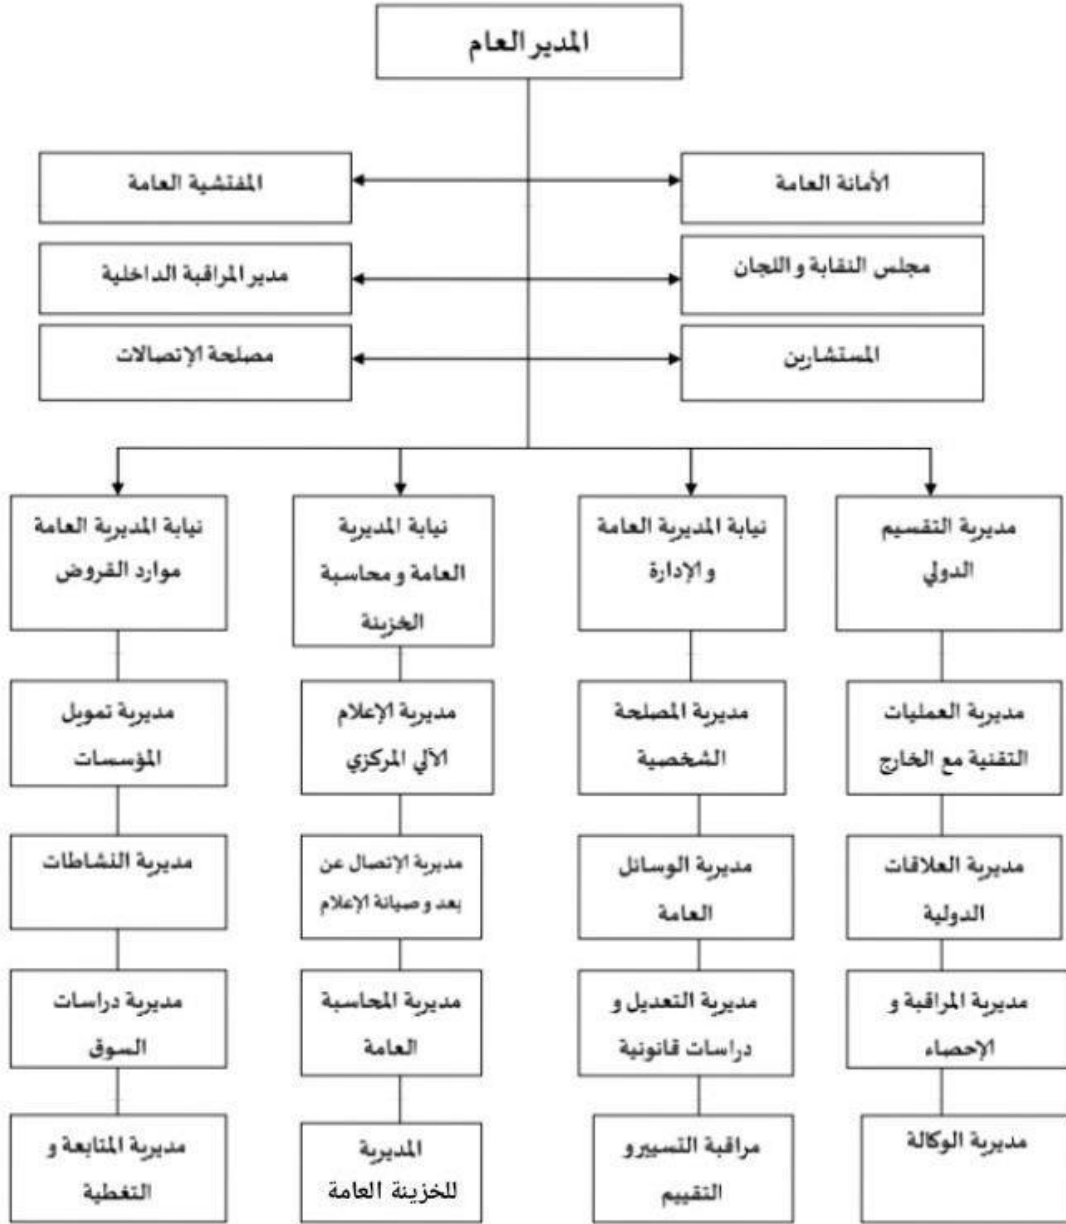 المدير العام
الأمانة العامة
المفتشية العامة
مجلس النقابة و اللجان
مدير المراقبة الداخلية
المستشارين
مصلحة الإتصالات
مديرية التقسيم
الدولي
نيابة المديرية العامة
و الإدارة
نيابة المديرية
العامة و محاسبة
الخزينة
نيابة المديرية العامة
موارد القروض
مديرية العمليات
التقنية مع الخارج
مديرية المصلحة
الشخصية
مديرية الإعلام
الآلي المركزي
مديرية تمويل
المؤسسات
مديرية العلاقات
الدولية
مديرية الوسائل
العامة
مديرية الإتصال عن
بعد و صيانة الإعلام
مديرية النشاطات
مديرية المراقبة و
الإحصاء
مديرية التعديل و
دراسات قانونية
مديرية المحاسبة
العامة
مديرية دراسات
السوق
مديرية الوكالة
مراقبة التسيير و
التقييم
المديرية
للخزينة العامة
مديرية المتابعة و
التغطية